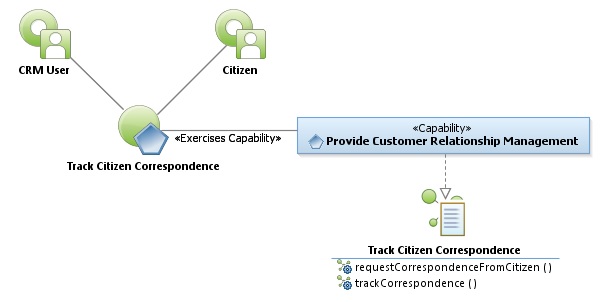 CRM User
Citizen
«Exercises Capability»
Track Citizen Correspondence
«Capability»
Provide Customer Relationship Management
Track Citizen Correspondence
requestCorrespondenceFromCitizen ( )
trackCorrespondence ( )